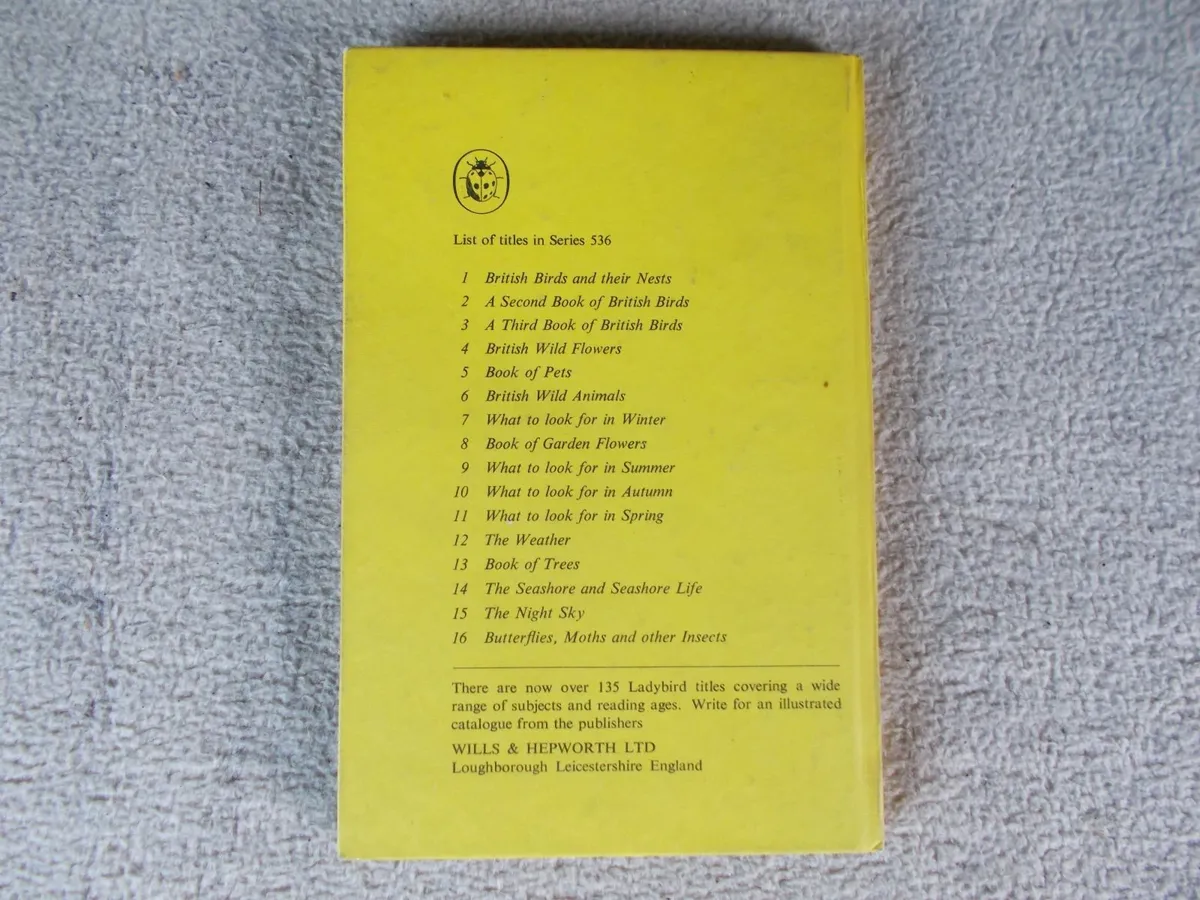 List of titles in Series 536
1 British Birds and their Nests
2 A Second Book of British Birds
3 A Third Book of British Birds
4 British Wild Flowers
5 Book of Pets
6 British Wild Animals
7 What to look for in Winter
8 Book of Garden Flowers
9 What to look for in Summer
10 What to look for in Autumn
11 What to look for in Spring
12 The Weather
13 Book of Trees
14 The Seashore and Seashore Life
15 The Night Sky
16 Butterflies, Moths and other Insects
There are now over 135 Ladybird titles covering a wide
range of subjects and reading ages. Write for an illustrated
catalogue from the publishers
WILLS & HEPWORTH LTD
Loughborough Leicestershire England